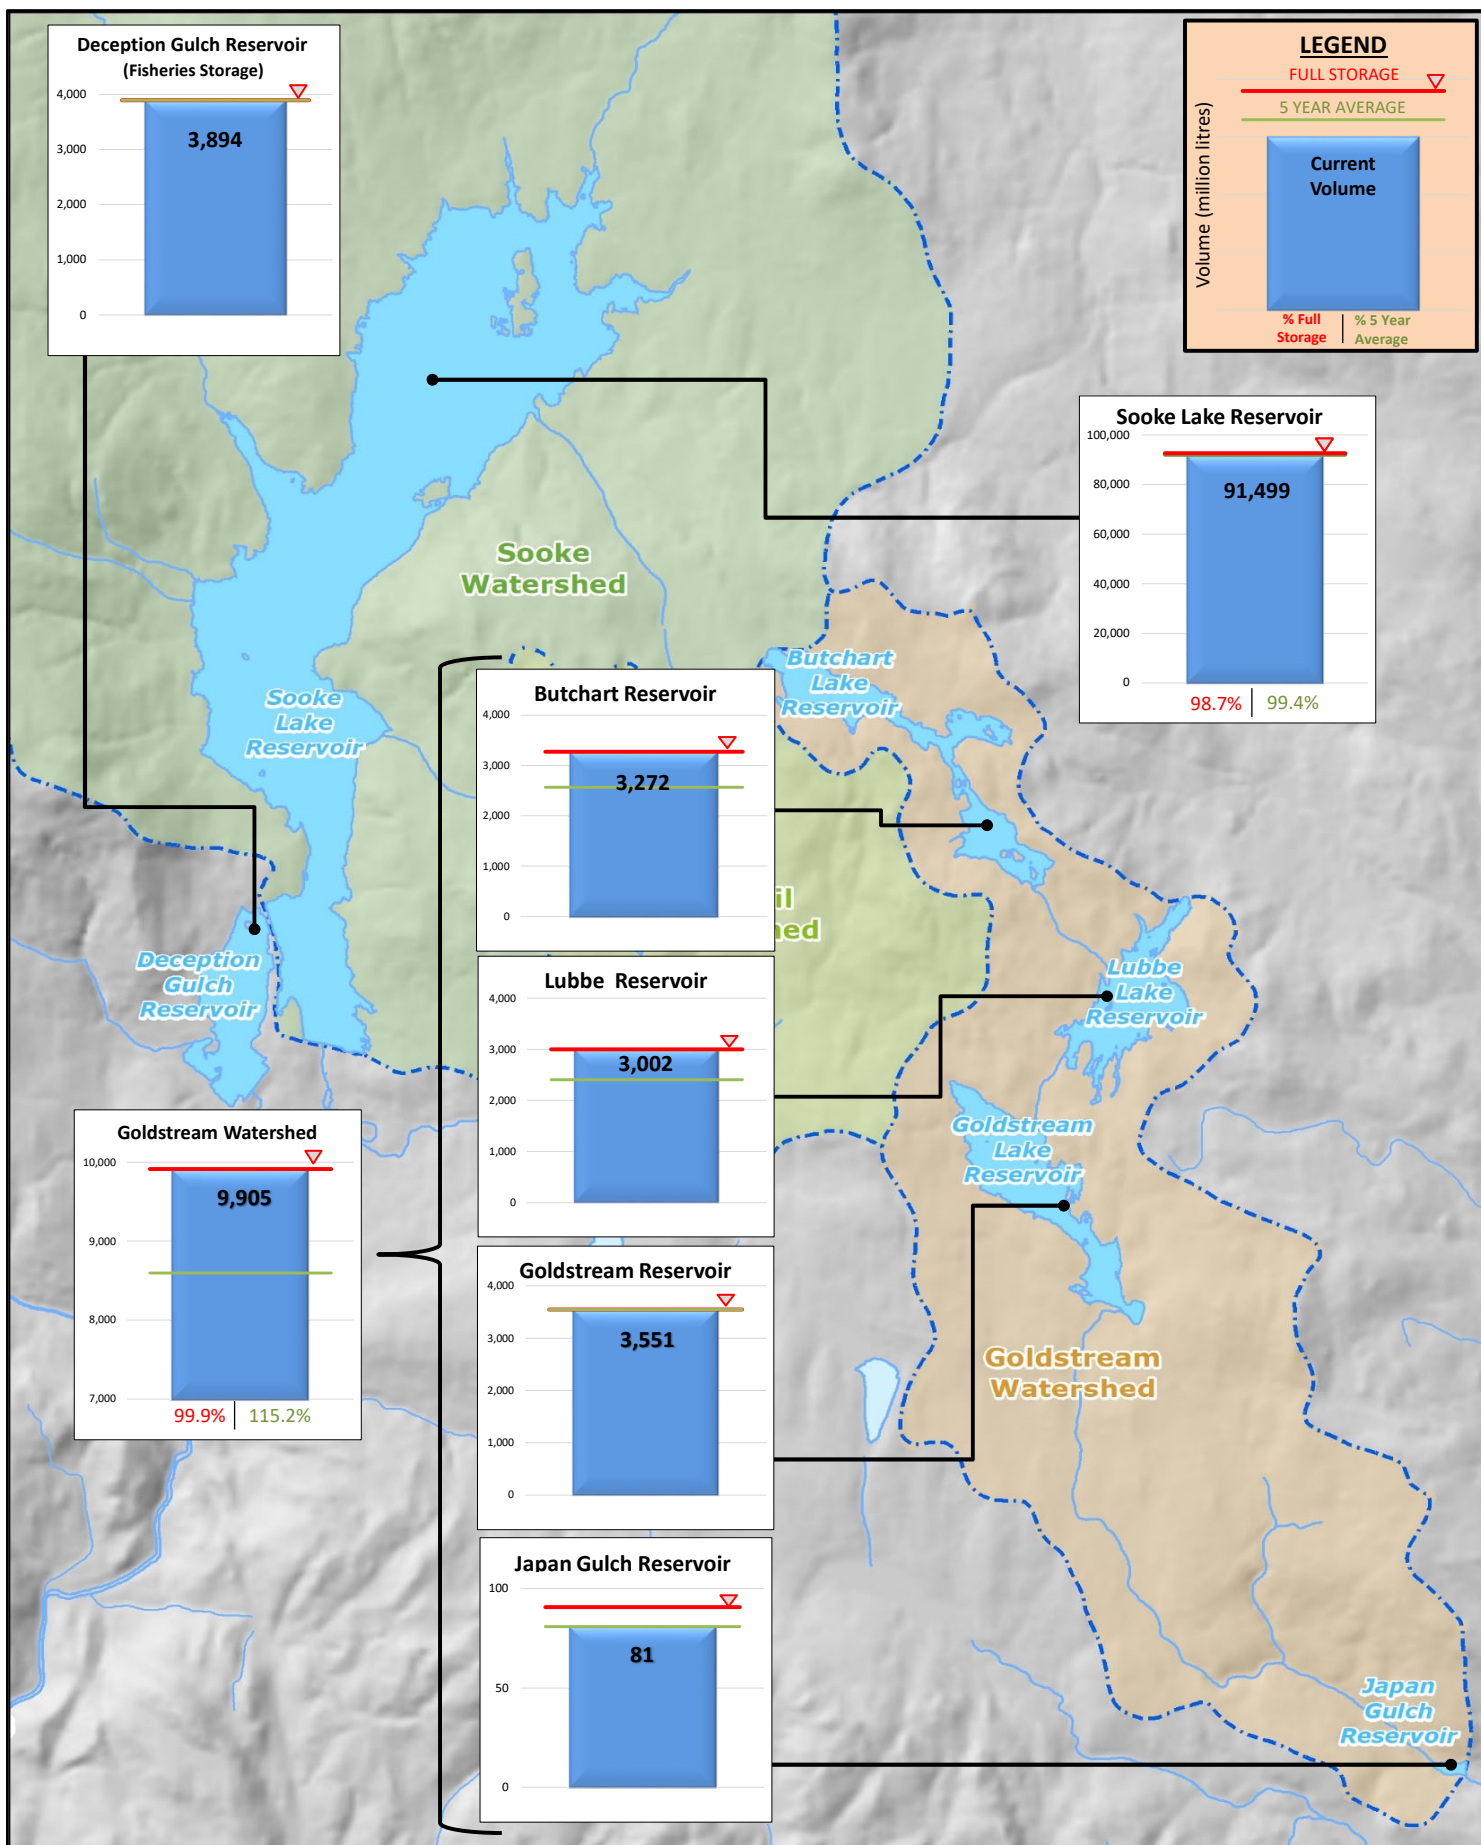 Deception Gulch Reservoir
(Fisheries Storage)
4,000
3,000
2,000
1,000
0
3,894
LEGEND
FULL STORAGE
5 YEAR AVERAGE
Volume (million litres)
Current
Volume
% Full
Storage
% 5 Year
Average
Sooke Lake Reservoir
100,000
80,000
60,000
40,000
20,000
0
91,499
98.7%
99.4%
Sooke
Watershed
Sooke
Lake
Reservoir
Butchart
Lake
Reservoir
Butchart Reservoir
4,000
3,000
2,000
1,000
0
3,272
il
hed
Deception
Gulch
Reservoir
Lubbe Reservoir
4,000
3,000
2,000
1,000
0
3,002
Lubbe
Lake
Reservoir
Goldstream
Lake
Reservoir
Goldstream Watershed
10,000
9,000
8,000
7,000
9,905
99.9%
115.2%
Goldstream Reservoir
4,000
3,000
2,000
1,000
0
3,551
Goldstream
Watershed
Japan Gulch Reservoir
100
50
0
81
Japan
Gulch
Reservoir